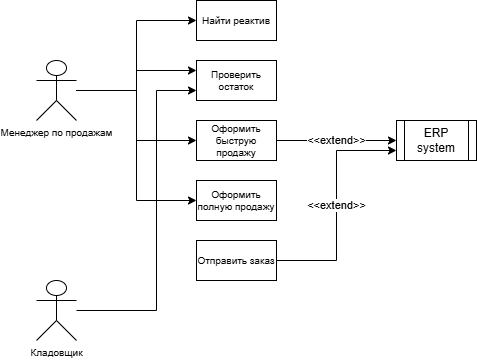 Найти реактив
Проверить
остаток
Менеджер по продажам
Оформить
быструю
продажу
<<extend>>
ERP
system
Оформить
полную продажу
<<extend>>
Отправить заказ
Кладовщик